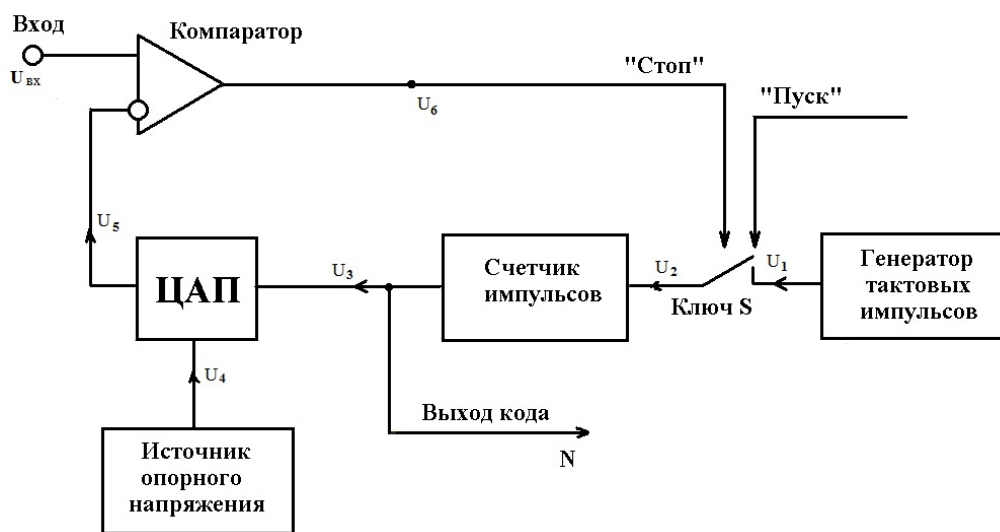 Вход
U вх
Компаратор
"Стоп"
"Пуск"
U6
U5
ЦАП
U3
Счетчик
импульсов
U2
Ключ S
U1
Генератор
тактовых
импульсов
U4
Выход кода
N
Источник
опорного
напряжения